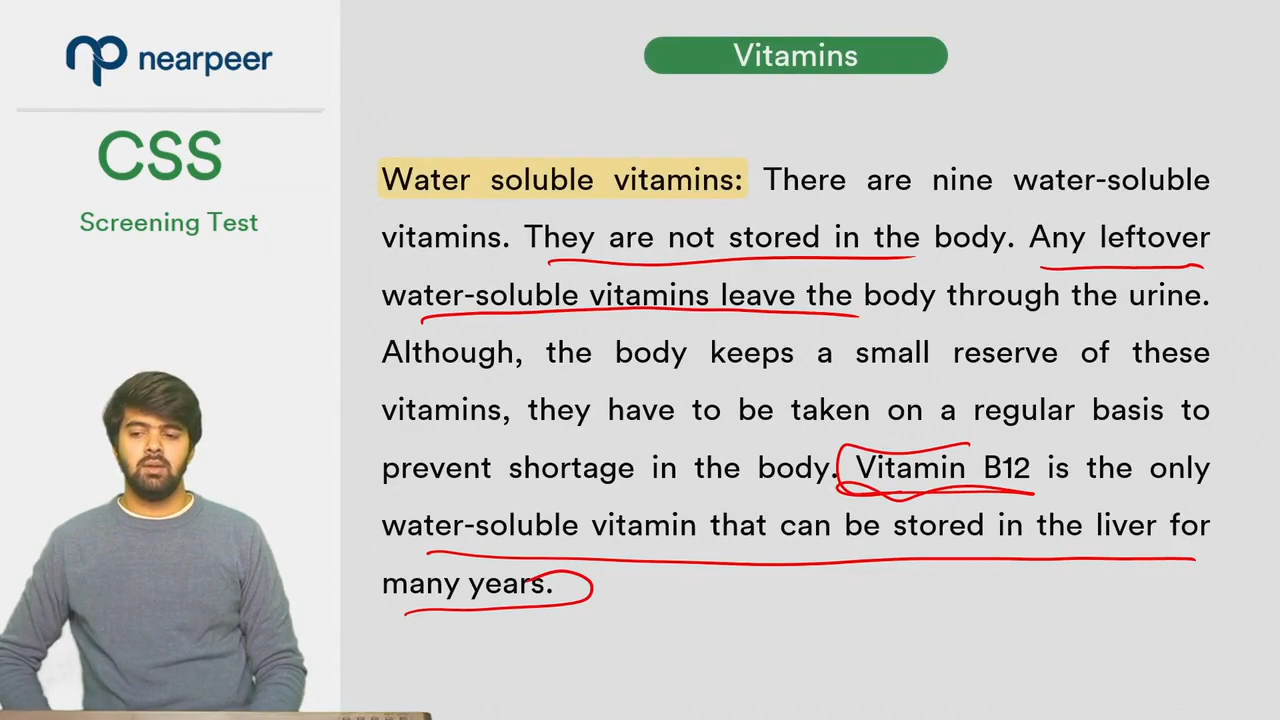 nearpeer
CSS
Screening Test
Vitamins
Water soluble vitamins: There are nine water-soluble
vitamins. They are not stored in the body. Any leftover
water-soluble vitamins leave the body through the urine.
Although, the body keeps a small reserve of these
vitamins, they have to be taken on a regular basis to
prevent shortage in the body. Vitamin B12 is the only
water-soluble vitamin that can be stored in the liver for
many years.